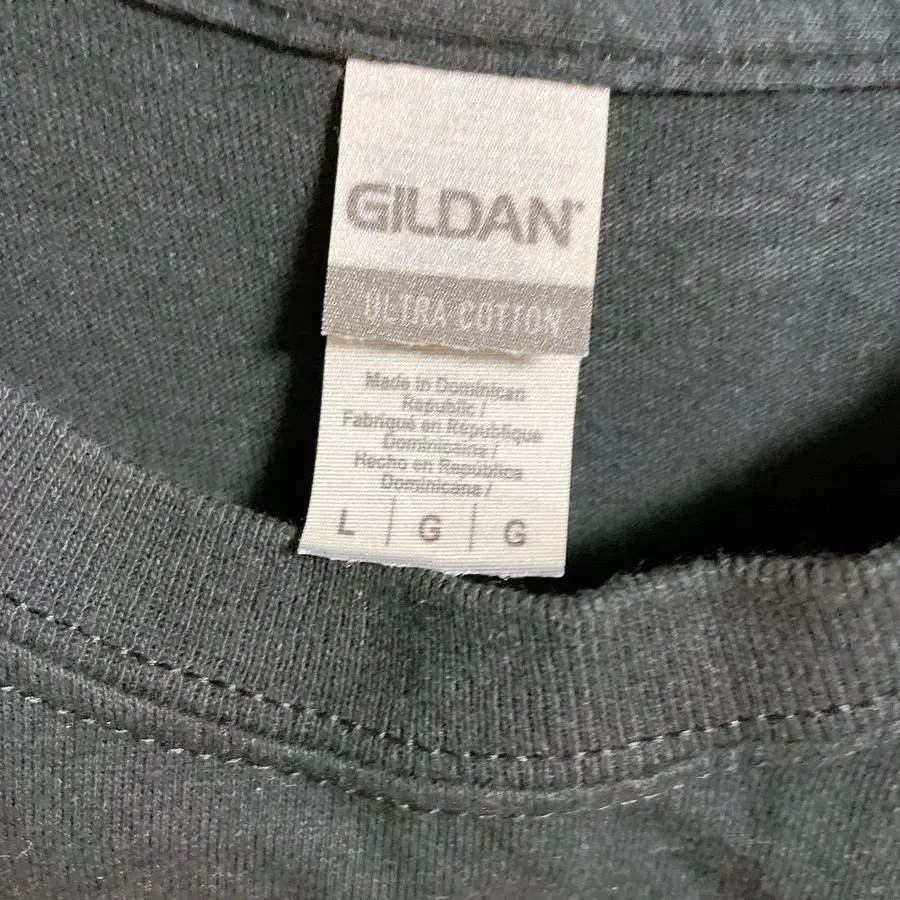 GILDAN
ULTRA COTTON
Made in Dominican
Republic /
Fabriqué en République
Dominicaine /
Hecho en República
Dominicana /
L | G | G